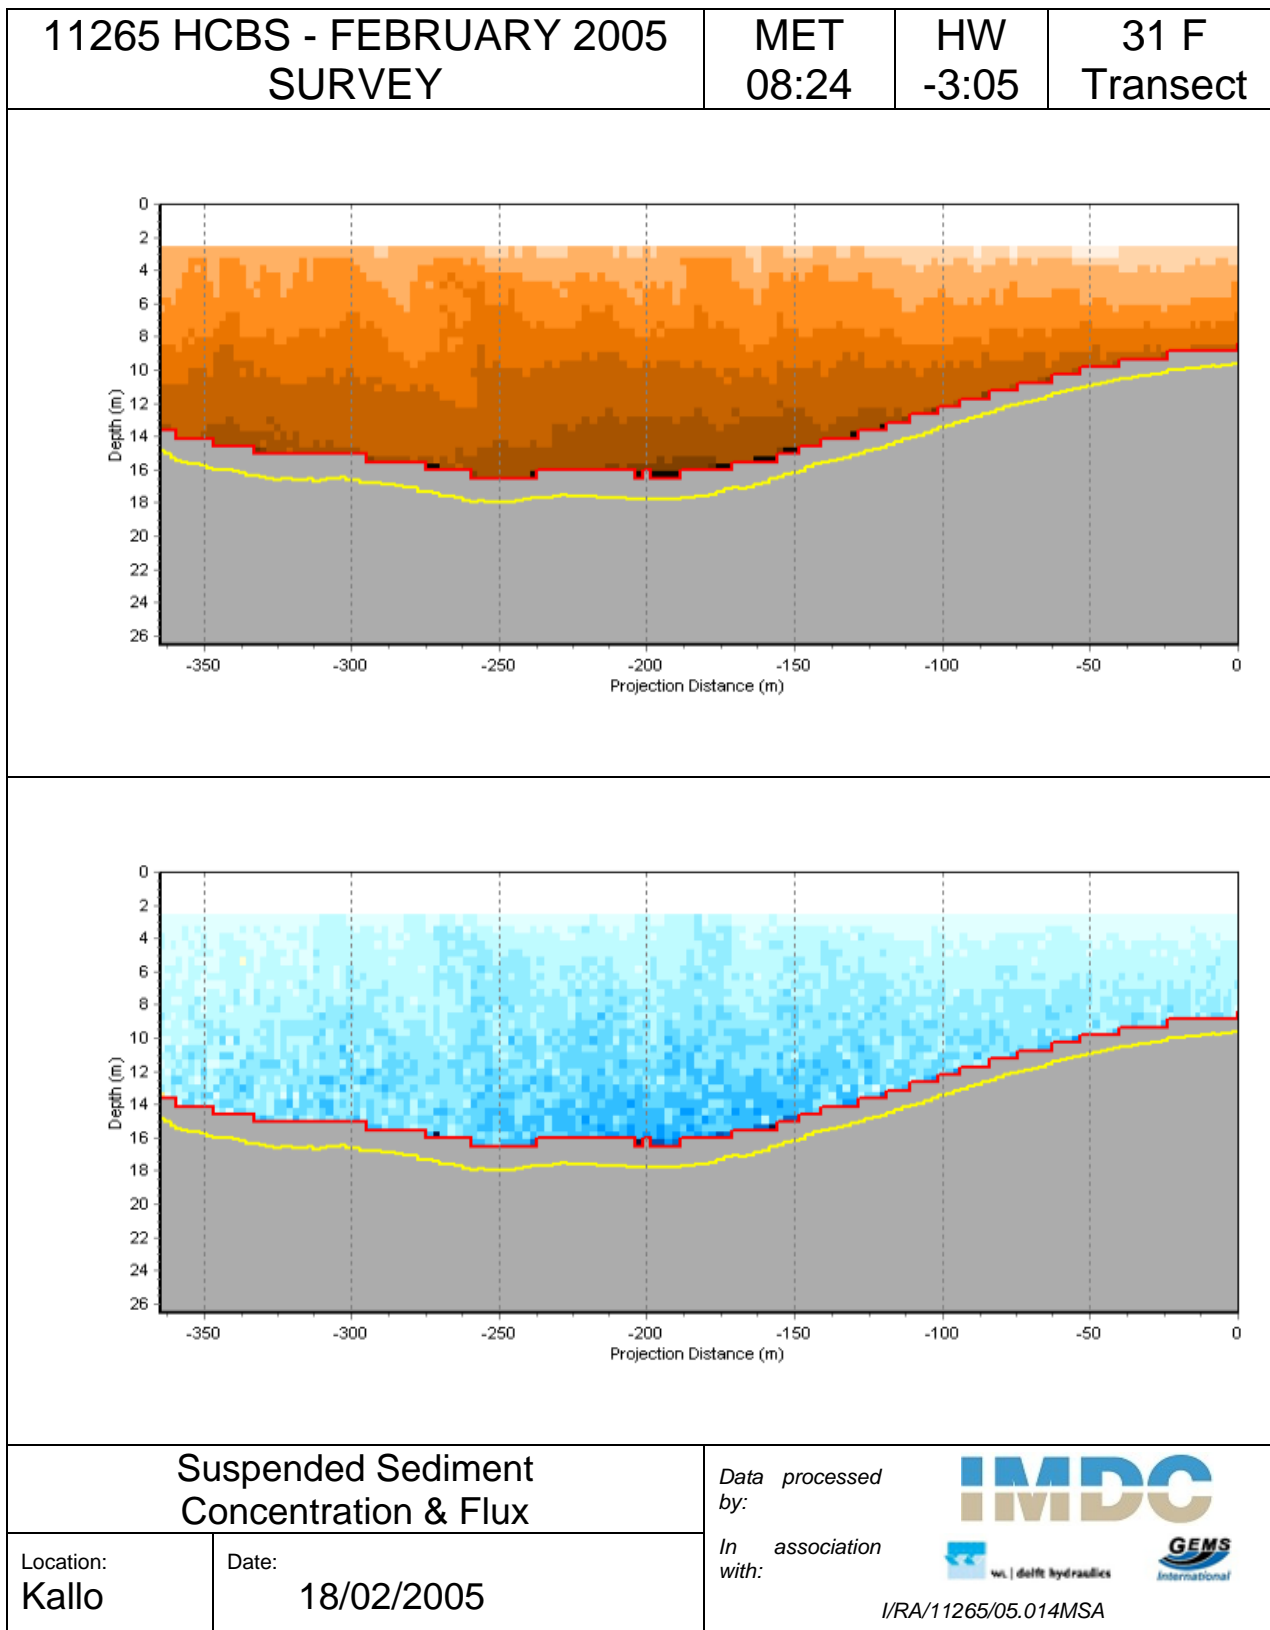 11265 HCBS - FEBRUARY 2005
SURVEY
MET
08:24
HW
-3:05
31 F
Transect
0
2
4
6
8
10
12
14
16
18
20
22
24
26
Depth (m)
-350
-300
-250
-200
-150
-100
-50
0
Projection Distance (m)
0
2
4
6
8
10
12
14
16
18
20
22
24
26
Depth (m)
-350
-300
-250
-200
-150
-100
-50
0
Projection Distance (m)
Suspended Sediment
Concentration & Flux
Location:
Kallo
Date:
18/02/2005
Data processed
by:
IMDC
In association
with:
wL | delft hydraulics
GEMS
International
I/RA/11265/05.014MSA